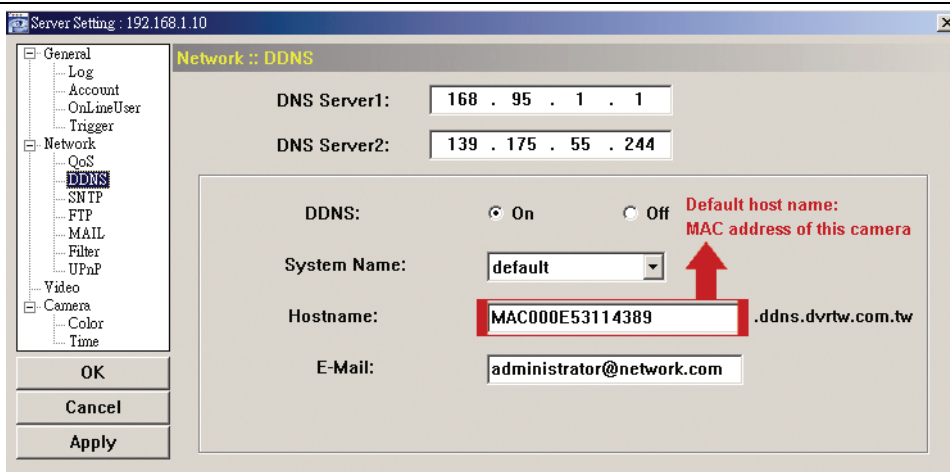 Server Setting : 192.168.1.10
General
Log
Account
OnLineUser
Trigger
Network
QoS
DDNS
SNTP
FTP
MAIL
Filter
UPnP
Video
Camera
Color
Time
OK
Cancel
Apply
Network :: DDNS
DNS Server1: 168 . 95 . 1 . 1
DNS Server2: 139 . 175 . 55 . 244
DDNS: On Off
Default host name:
MAC address of this camera
System Name: default
Hostname: MAC000E53114389 .ddns.dvrtw.com.tw
E-Mail: administrator@network.com